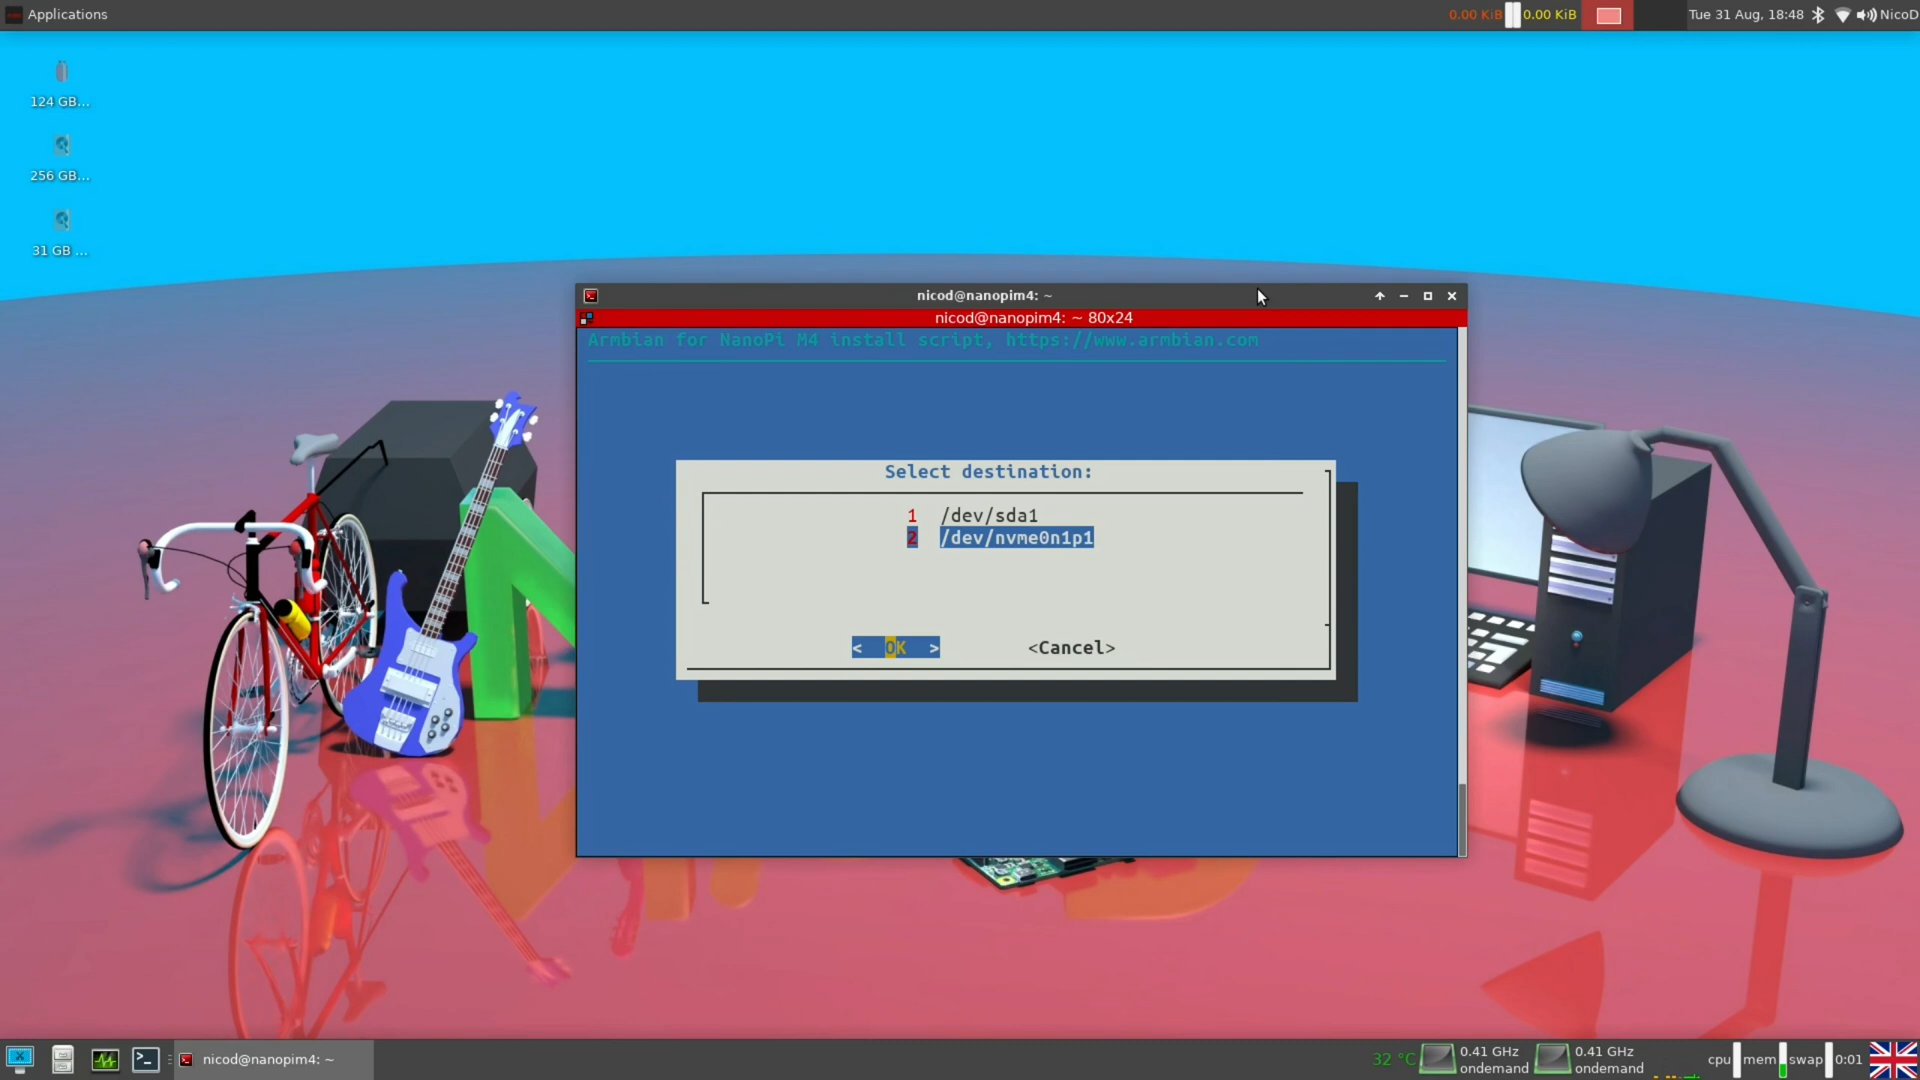 Applications
0.00 KiB
0.00 KiB
Tue 31 Aug, 18:48
NicoD
124 GB...
256 GB...
31 GB ...
nicod@nanopim4: ~
nicod@nanopim4: ~ 80x24
Armbian for NanoPi M4 install script, https://www.armbian.com
Select destination:
1 /dev/sda1
2 /dev/nvme0n1p1
< OK >
<Cancel>
nicod@nanopim4: ~
32 °C
0.41 GHz
ondemand
0.41 GHz
ondemand
cpu
mem
swap
0:01